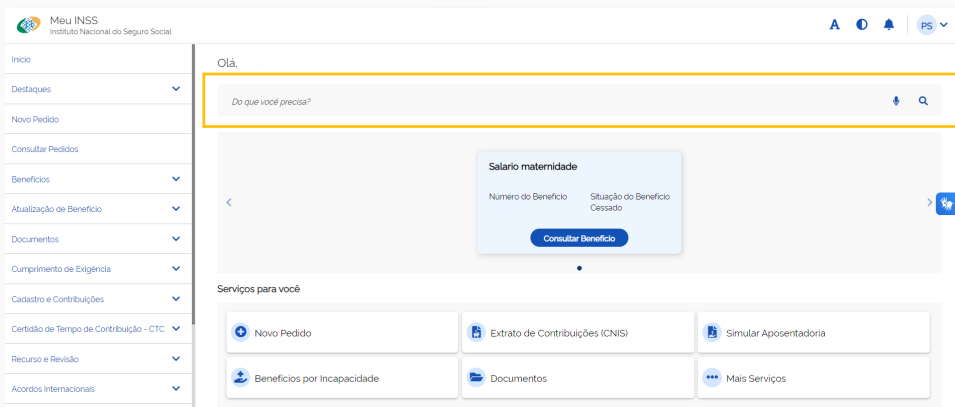 Meu INSS
Instituto Nacional do Seguro Social
A
PS
Início
Destaques
Novo Pedido
Consultar Pedidos
Benefícios
Atualização de Benefício
Documentos
Cumprimento de Exigência
Cadastro e Contribuições
Certidão de Tempo de Contribuição - CTC
Recurso e Revisão
Acordos Internacionais
Olá,
Do que você precisa?
Salario maternidade
Número do Benefício
Situação do Benefício
Cessado
Consultar Benefício
Serviços para você
Novo Pedido
Extrato de Contribuições (CNIS)
Simular Aposentadoria
Benefícios por Incapacidade
Documentos
Mais Serviços